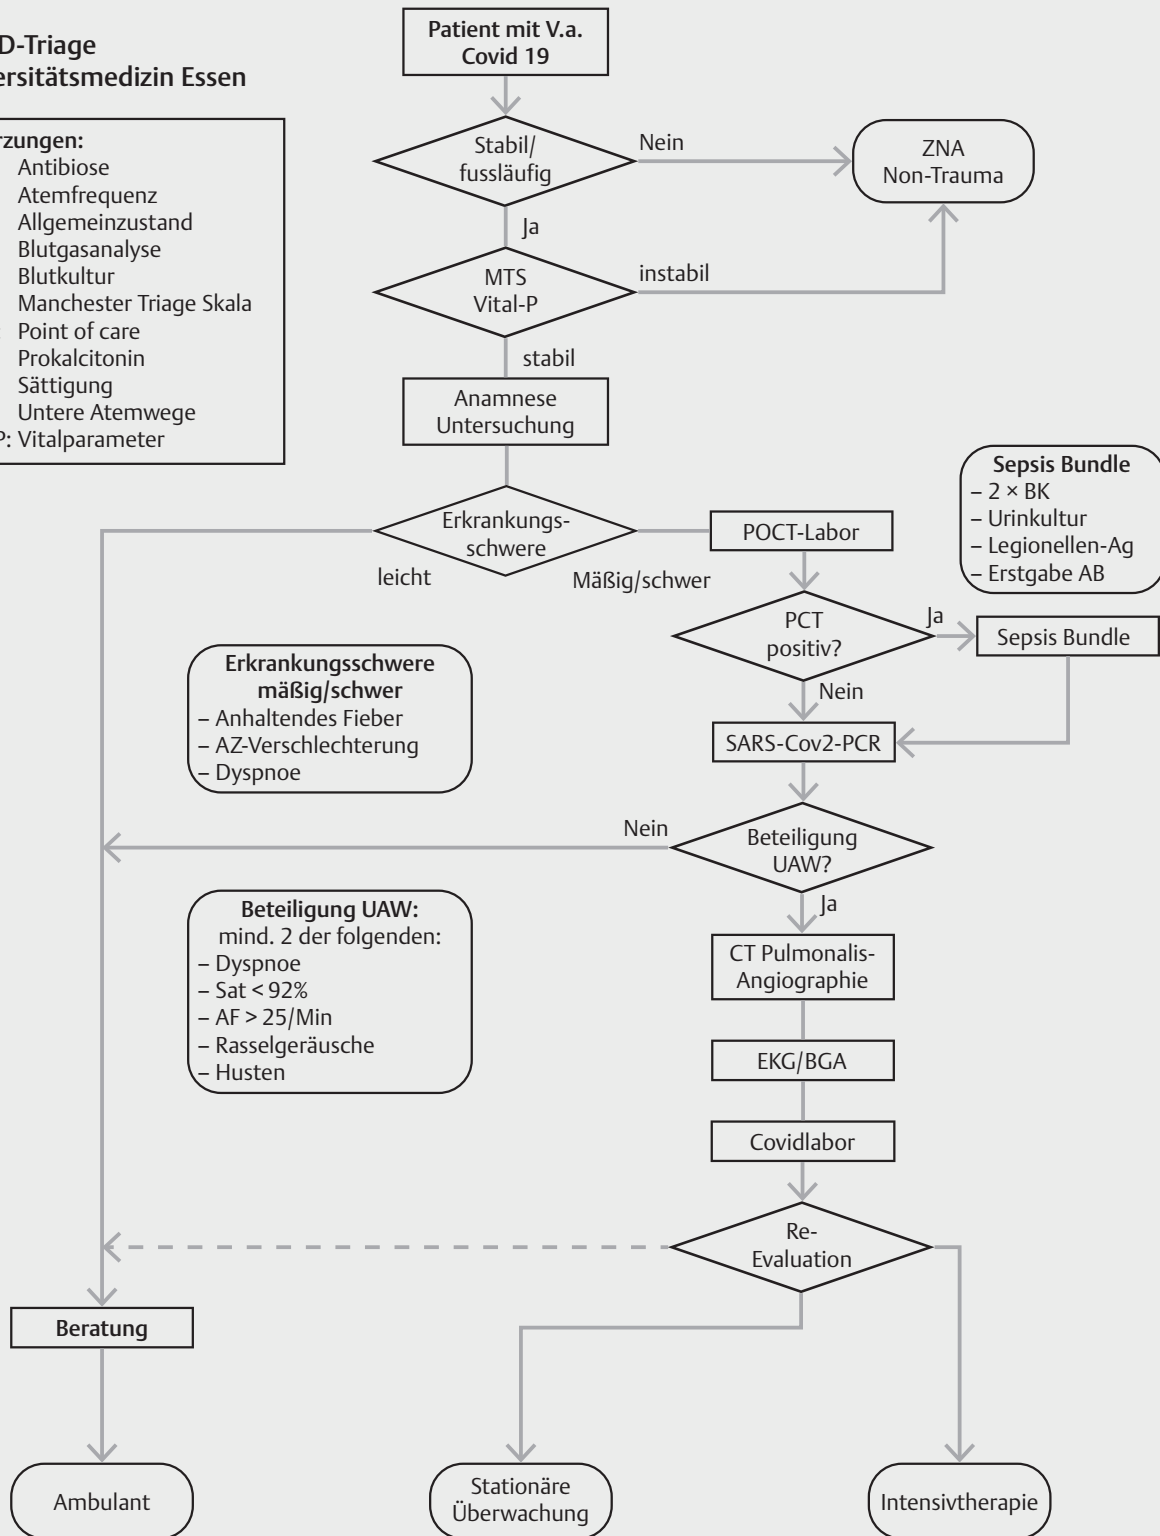 D-Triage
ersitätsmedizin Essen
rzungen:
Antibiose
Atemfrequenz
Allgemeinzustand
Blutgasanalyse
Blutkultur
Manchester Triage Skala
Point of care
Prokalcitonin
Sättigung
Untere Atemwege
P: Vitalparameter
Patient mit V.a.
Covid 19
Stabil/
fussläufig
Nein
ZNA
Non-Trauma
Ja
MTS
Vital-P
instabil
stabil
Anamnese
Untersuchung
Erkrankungs-
schwere
leicht
Mäßig/schwer
POCT-Labor
Sepsis Bundle
– 2 × BK
– Urinkultur
– Legionellen-Ag
– Erstgabe AB
PCT
positiv?
Ja
Sepsis Bundle
Nein
SARS-Cov2-PCR
Erkrankungsschwere
mäßig/schwer
– Anhaltendes Fieber
– AZ-Verschlechterung
– Dyspnoe
Nein
Beteiligung
UAW?
Ja
Beteiligung UAW:
mind. 2 der folgenden:
– Dyspnoe
– Sat < 92%
– AF > 25/Min
– Rasselgeräusche
– Husten
CT Pulmonalis-
Angiographie
EKG/BGA
Covidlabor
Re-
Evaluation
Beratung
Ambulant
Stationäre
Überwachung
Intensivtherapie